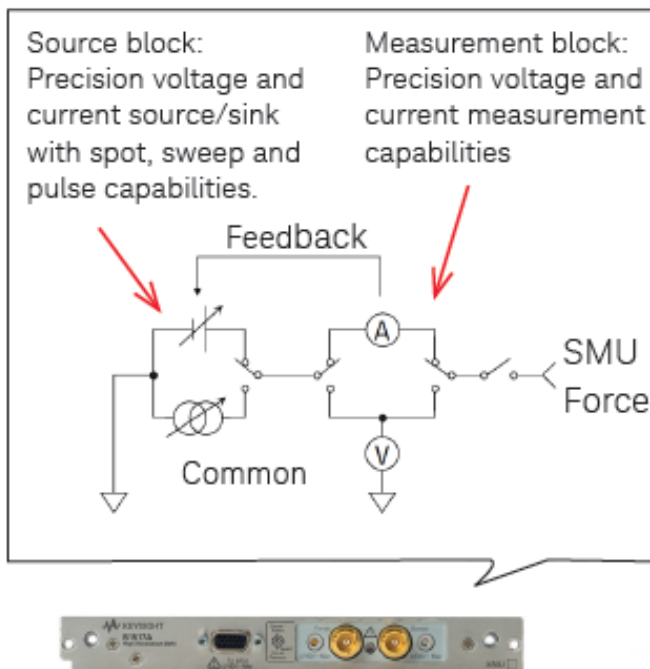 Source block:
Precision voltage and
current source/sink
with spot, sweep and
pulse capabilities.
Measurement block:
Precision voltage and
current measurement
capabilities
Feedback
A
SMU
Force
V
Common
KEYSIGHT